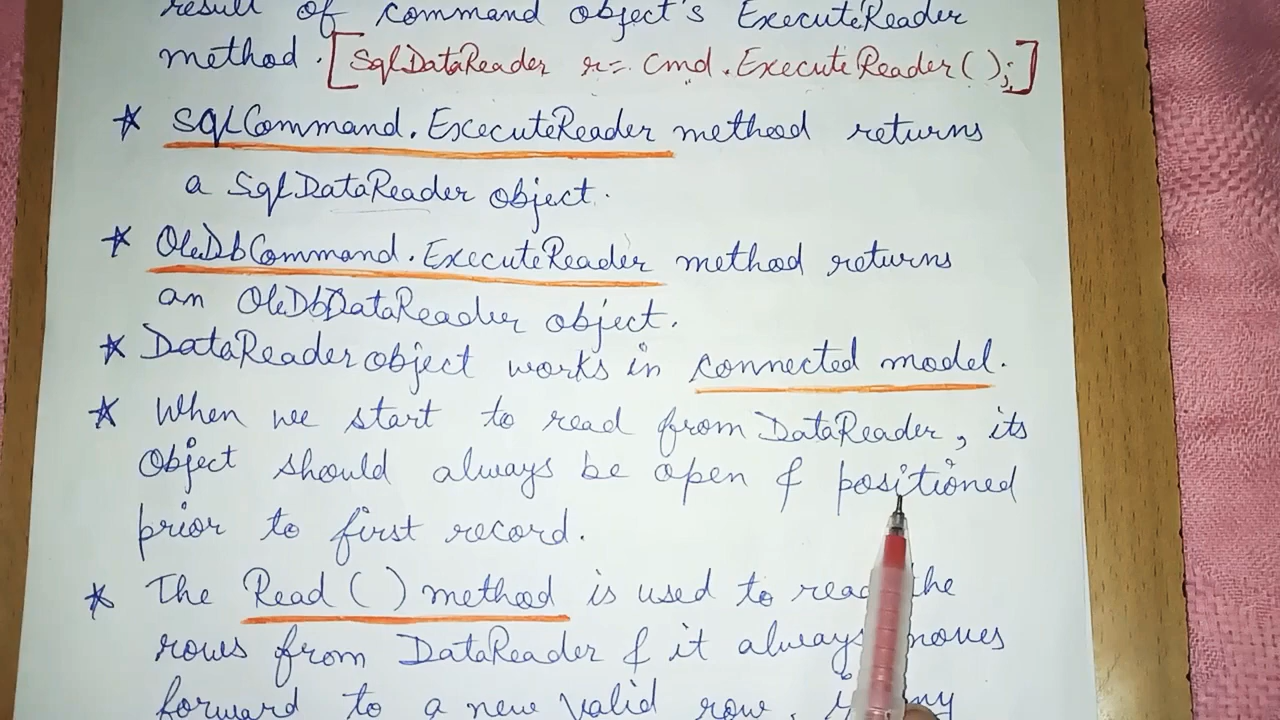 result of command object's ExecuteReader
method. [SqlDataReader r= cmd.ExecuteReader();]
* SqlCommand.ExecuteReader method returns
a SqlDataReader object.
* OleDbCommand.ExecuteReader method returns
an OleDbDataReader object.
* DataReader object works in connected model.
* When we start to read from DataReader, its
object should always be open & positioned
prior to first record.
* The Read() method is used to read the
rows from DataReader & it always moves
forward to a new valid row,